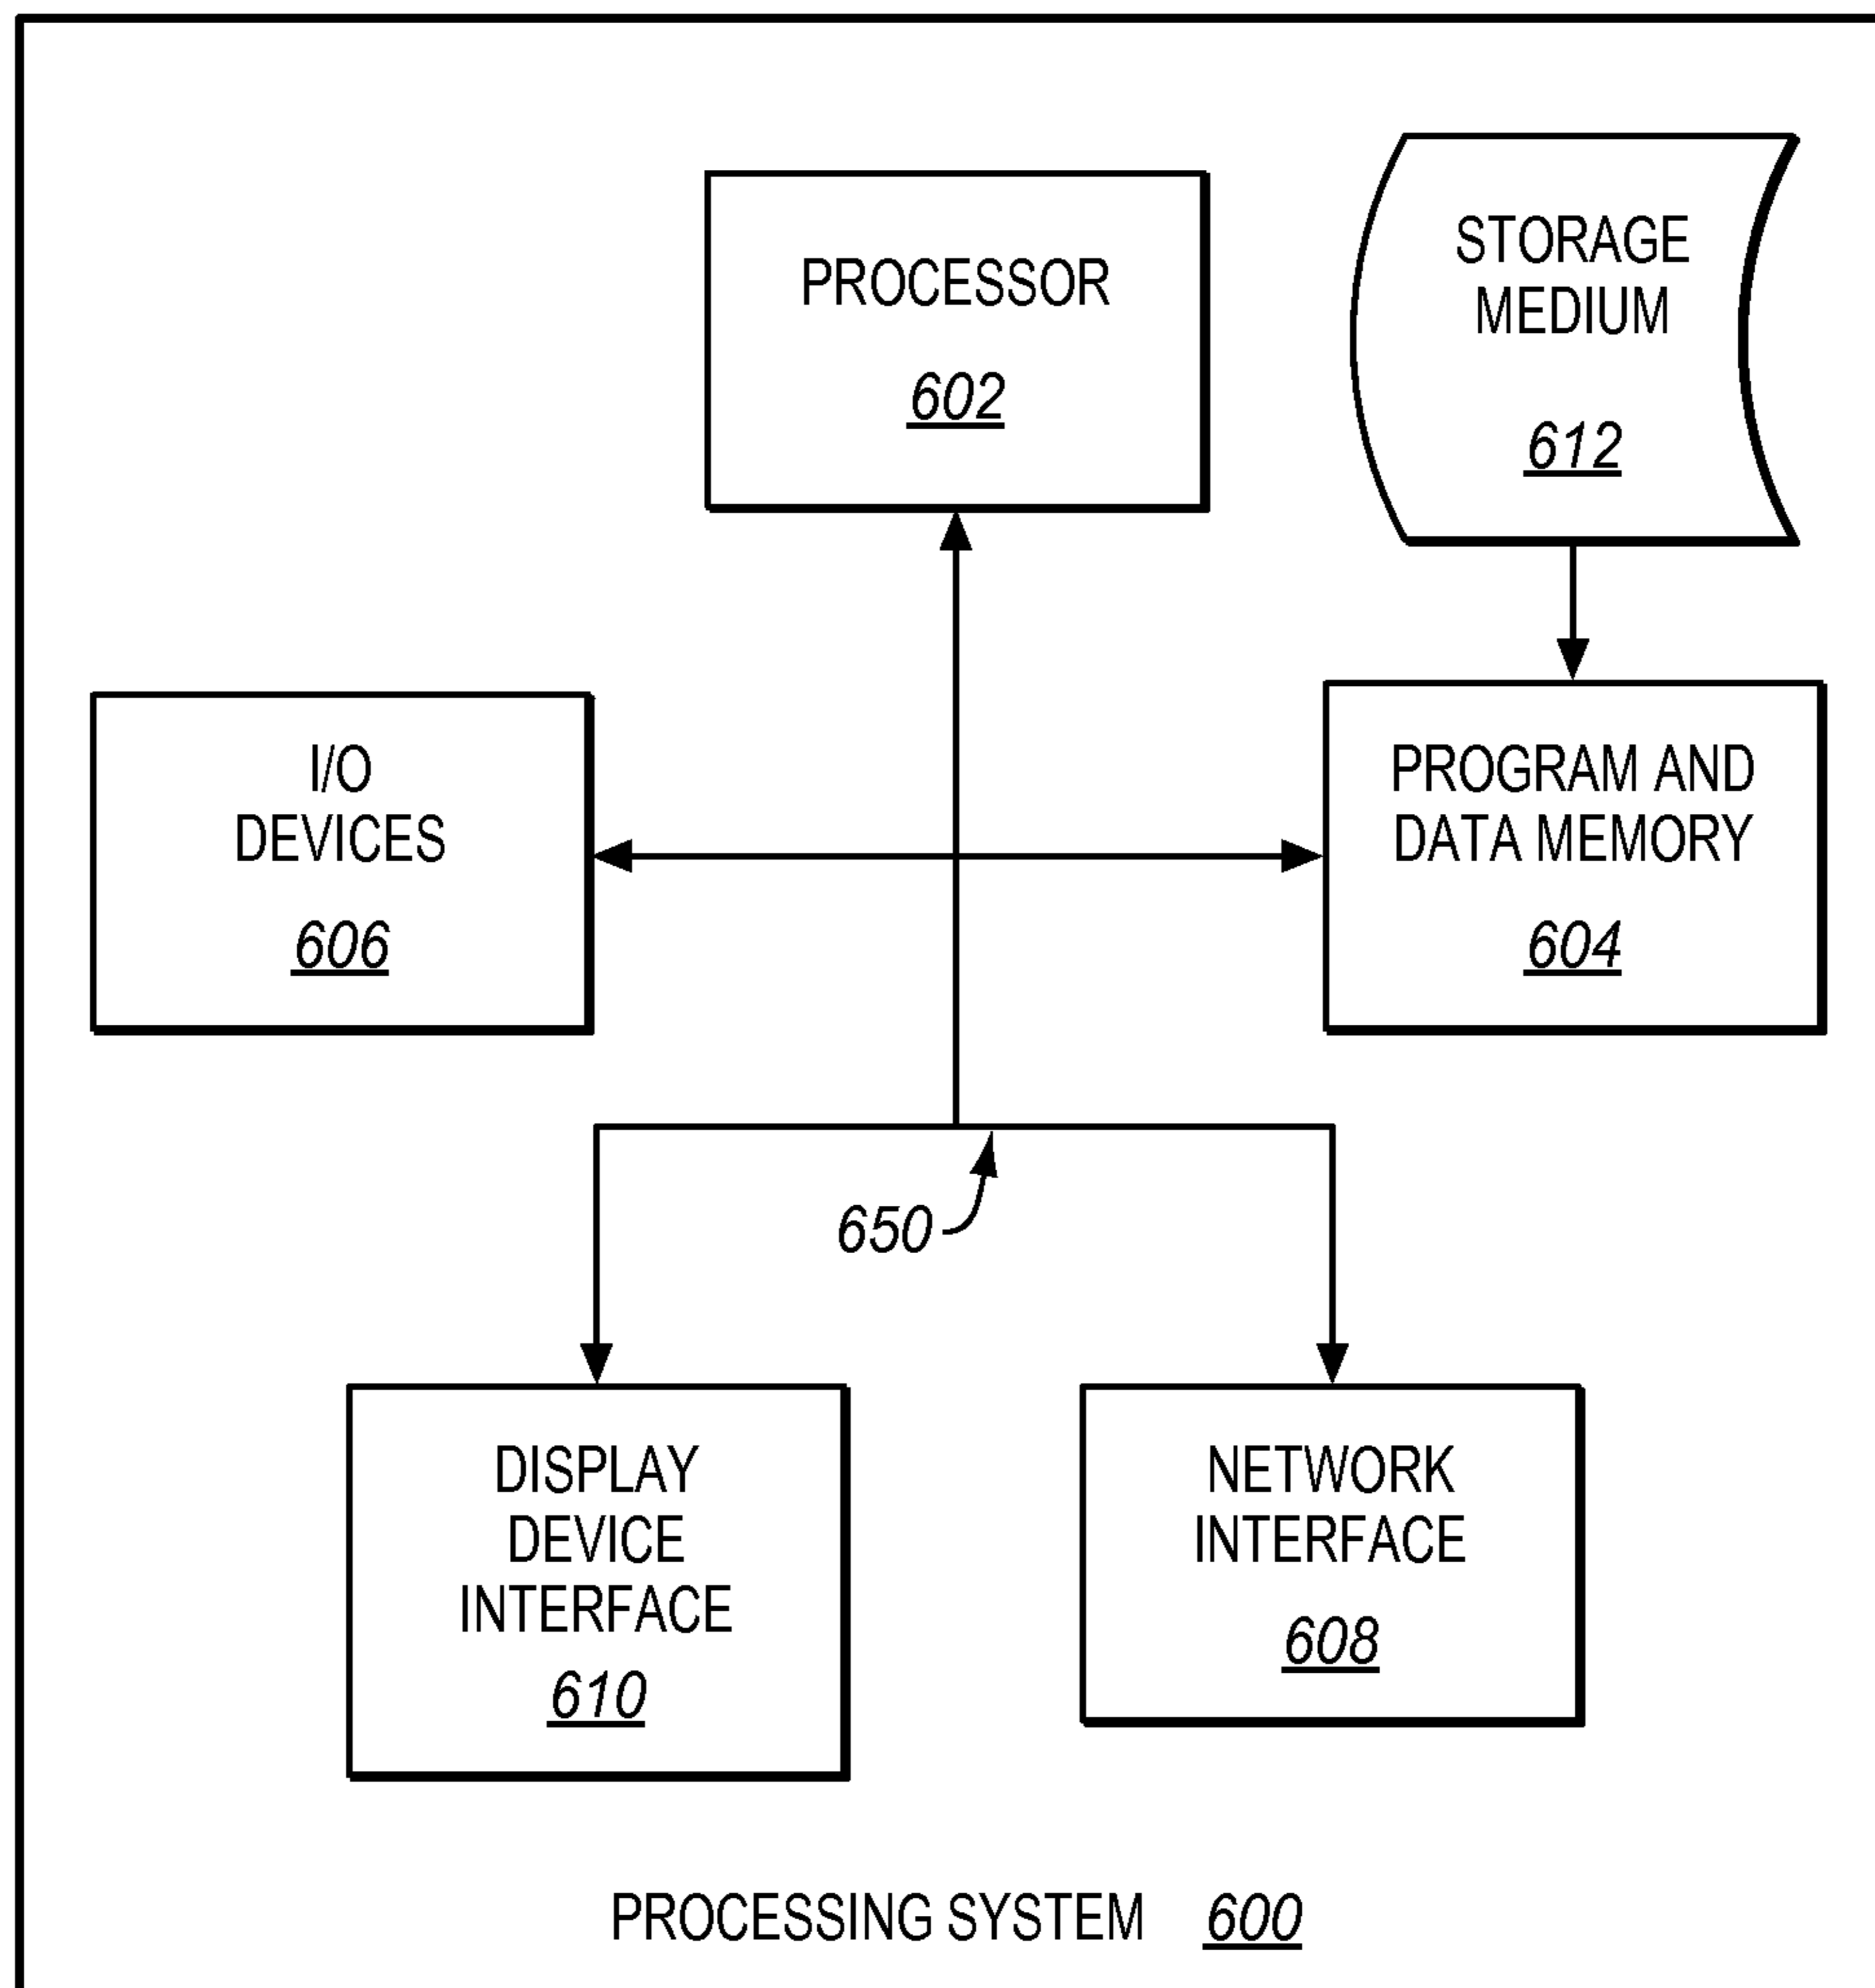 PROCESSOR
602
STORAGE
MEDIUM
612
I/O
DEVICES
606
PROGRAM AND
DATA MEMORY
604
650
DISPLAY
DEVICE
INTERFACE
610
NETWORK
INTERFACE
608
PROCESSING SYSTEM 600